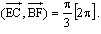 (EC⃗, BF⃗) = π/3 [2π].